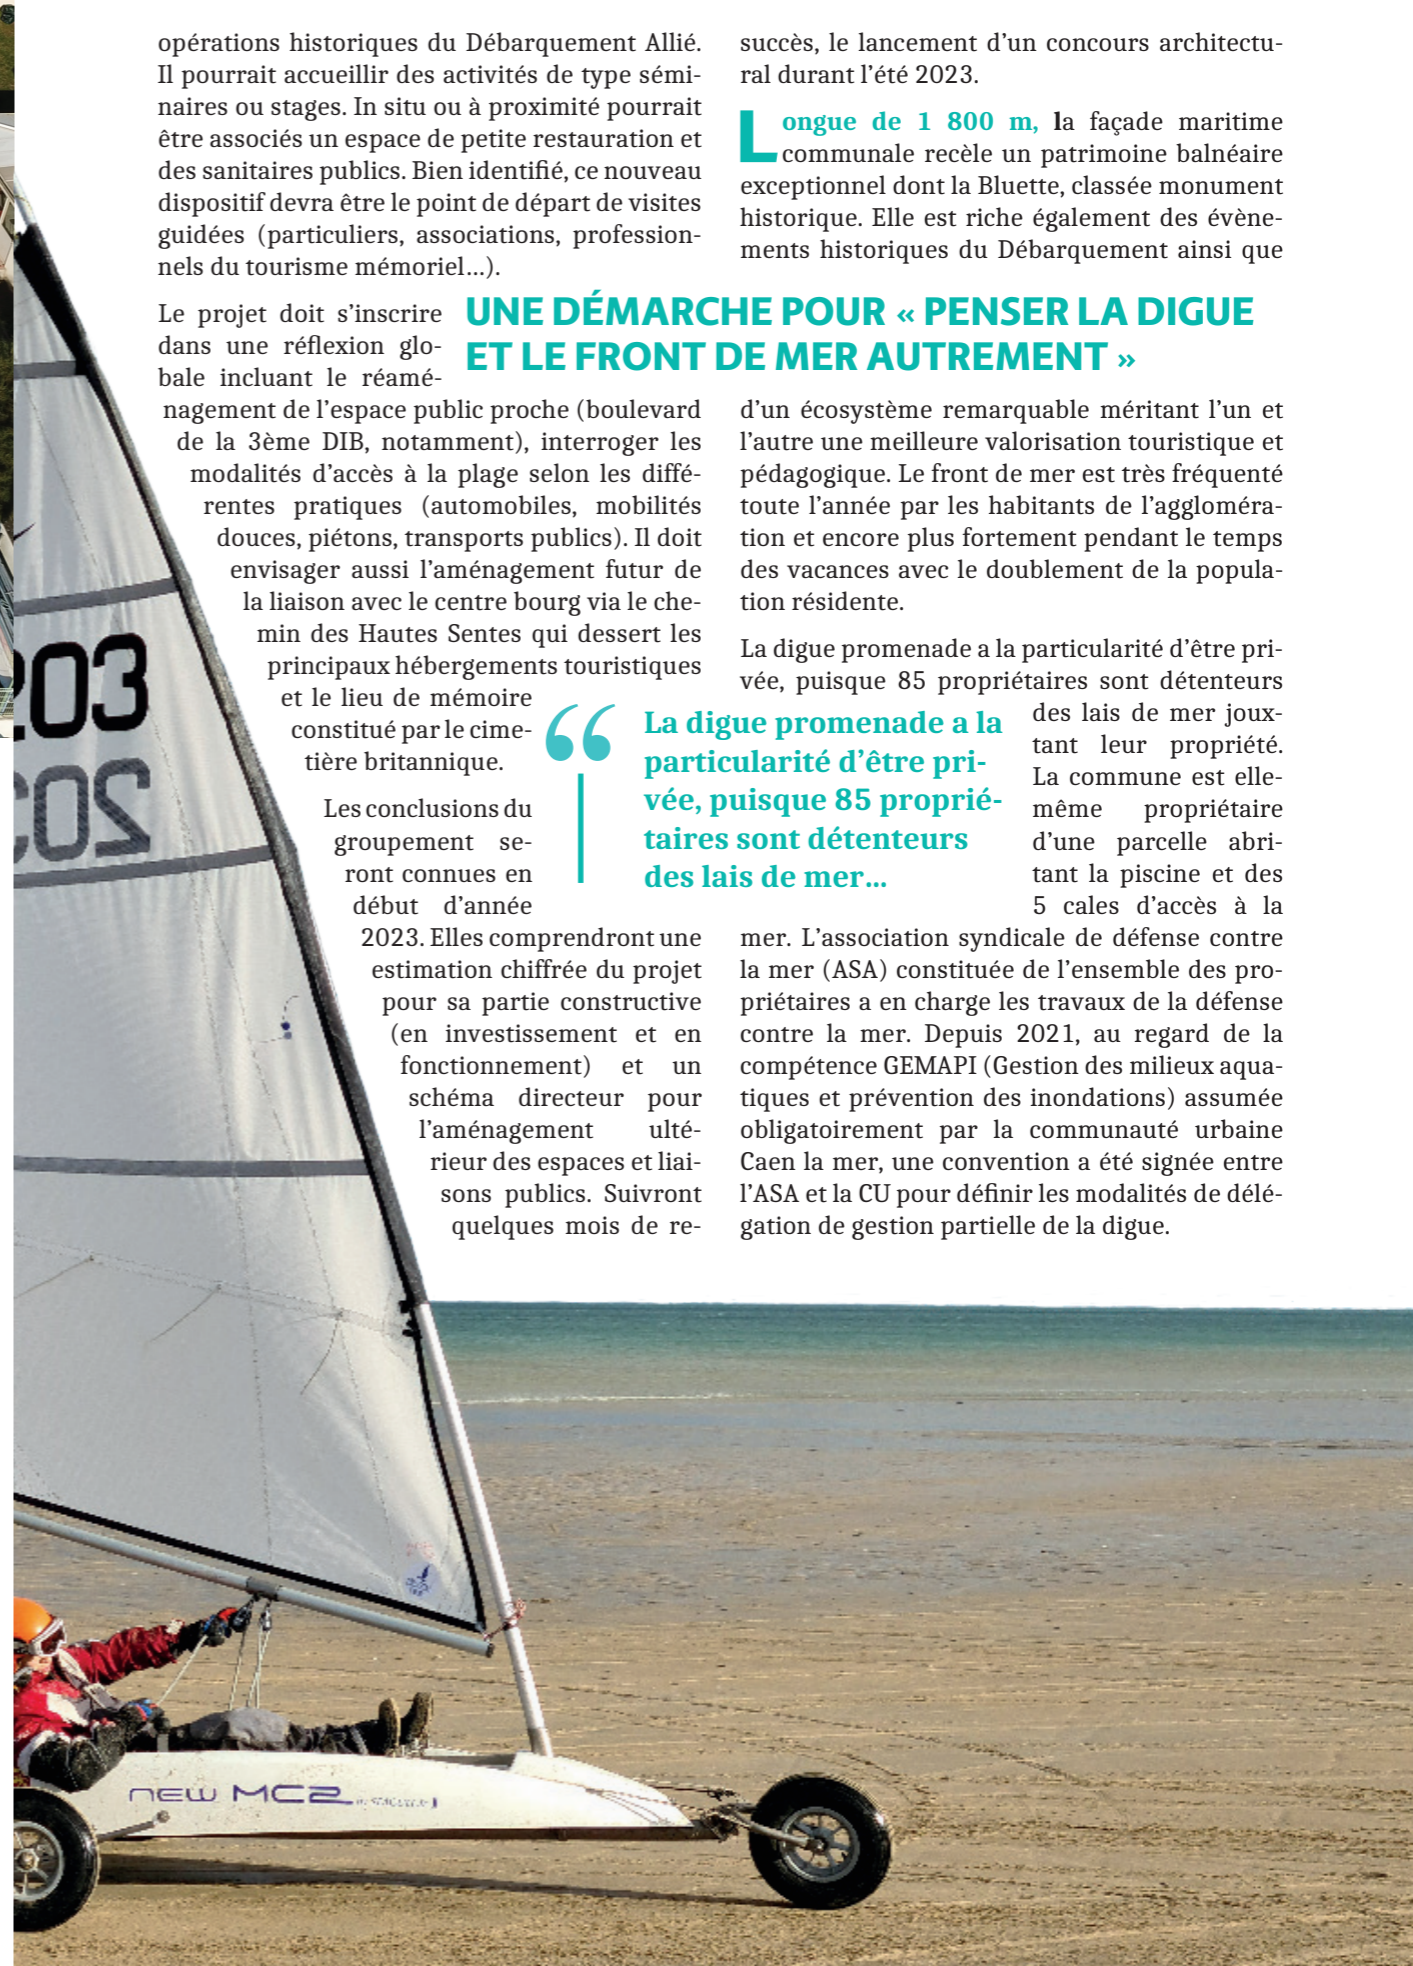 opérations historiques du Débarquement Allié.
Il pourrait accueillir des activités de type sémi-
naires ou stages. In situ ou à proximité pourrait
être associés un espace de petite restauration et
des sanitaires publics. Bien identifié, ce nouveau
dispositif devra être le point de départ de visites
guidées (particuliers, associations, profession-
nels du tourisme mémoriel...).
Le projet doit s'inscrire
dans une réflexion glo-
bale incluant le réamé-
nagement de l'espace public proche (boulevard
de la 3ème DIB, notamment), interroger les
modalités d'accès à la plage selon les diffé-
rentes pratiques (automobiles, mobilités
douces, piétons, transports publics). Il doit
envisager aussi l'aménagement futur de
la liaison avec le centre bourg via le che-
min des Hautes Sentes qui dessert les
principaux hébergements touristiques
et le lieu de mémoire
constitué par le cime-
tière britannique.
Les conclusions du
groupement se-
ront connues en
début d'année
2023. Elles comprendront une
estimation chiffrée du projet
pour sa partie constructive
(en investissement et en
fonctionnement) et un
schéma directeur pour
l'aménagement ulté-
rieur des espaces et liai-
sons publics. Suivront
quelques mois de re-
succès, le lancement d'un concours architectu-
ral durant l'été 2023.
UNE DÉMARCHE POUR « PENSER LA DIGUE
ET LE FRONT DE MER AUTREMENT »
Longue de 1 800 m, la façade maritime
communale recèle un patrimoine balnéaire
exceptionnel dont la Bluette, classée monument
historique. Elle est riche également des évène-
ments historiques du Débarquement ainsi que
d'un écosystème remarquable méritant l'un et
l'autre une meilleure valorisation touristique et
pédagogique. Le front de mer est très fréquenté
toute l'année par les habitants de l'aggloméra-
tion et encore plus fortement pendant le temps
des vacances avec le doublement de la popula-
tion résidente.
La digue promenade a la particularité d'être pri-
vée, puisque 85 propriétaires sont détenteurs
des lais de mer joux-
tant leur propriété.
La commune est elle-
même propriétaire
d'une parcelle abri-
tant la piscine et des
5 cales d'accès à la
mer. L'association syndicale de défense contre
la mer (ASA) constituée de l'ensemble des pro-
priétaires a en charge les travaux de la défense
contre la mer. Depuis 2021, au regard de la
compétence GEMAPI (Gestion des milieux aqua-
tiques et prévention des inondations) assumée
obligatoirement par la communauté urbaine
Caen la mer, une convention a été signée entre
l'ASA et la CU pour définir les modalités de délé-
gation de gestion partielle de la digue.
“
La digue promenade a la
particularité d'être pri-
vée, puisque 85 proprié-
taires sont détenteurs
des lais de mer...
203
203
new MC2